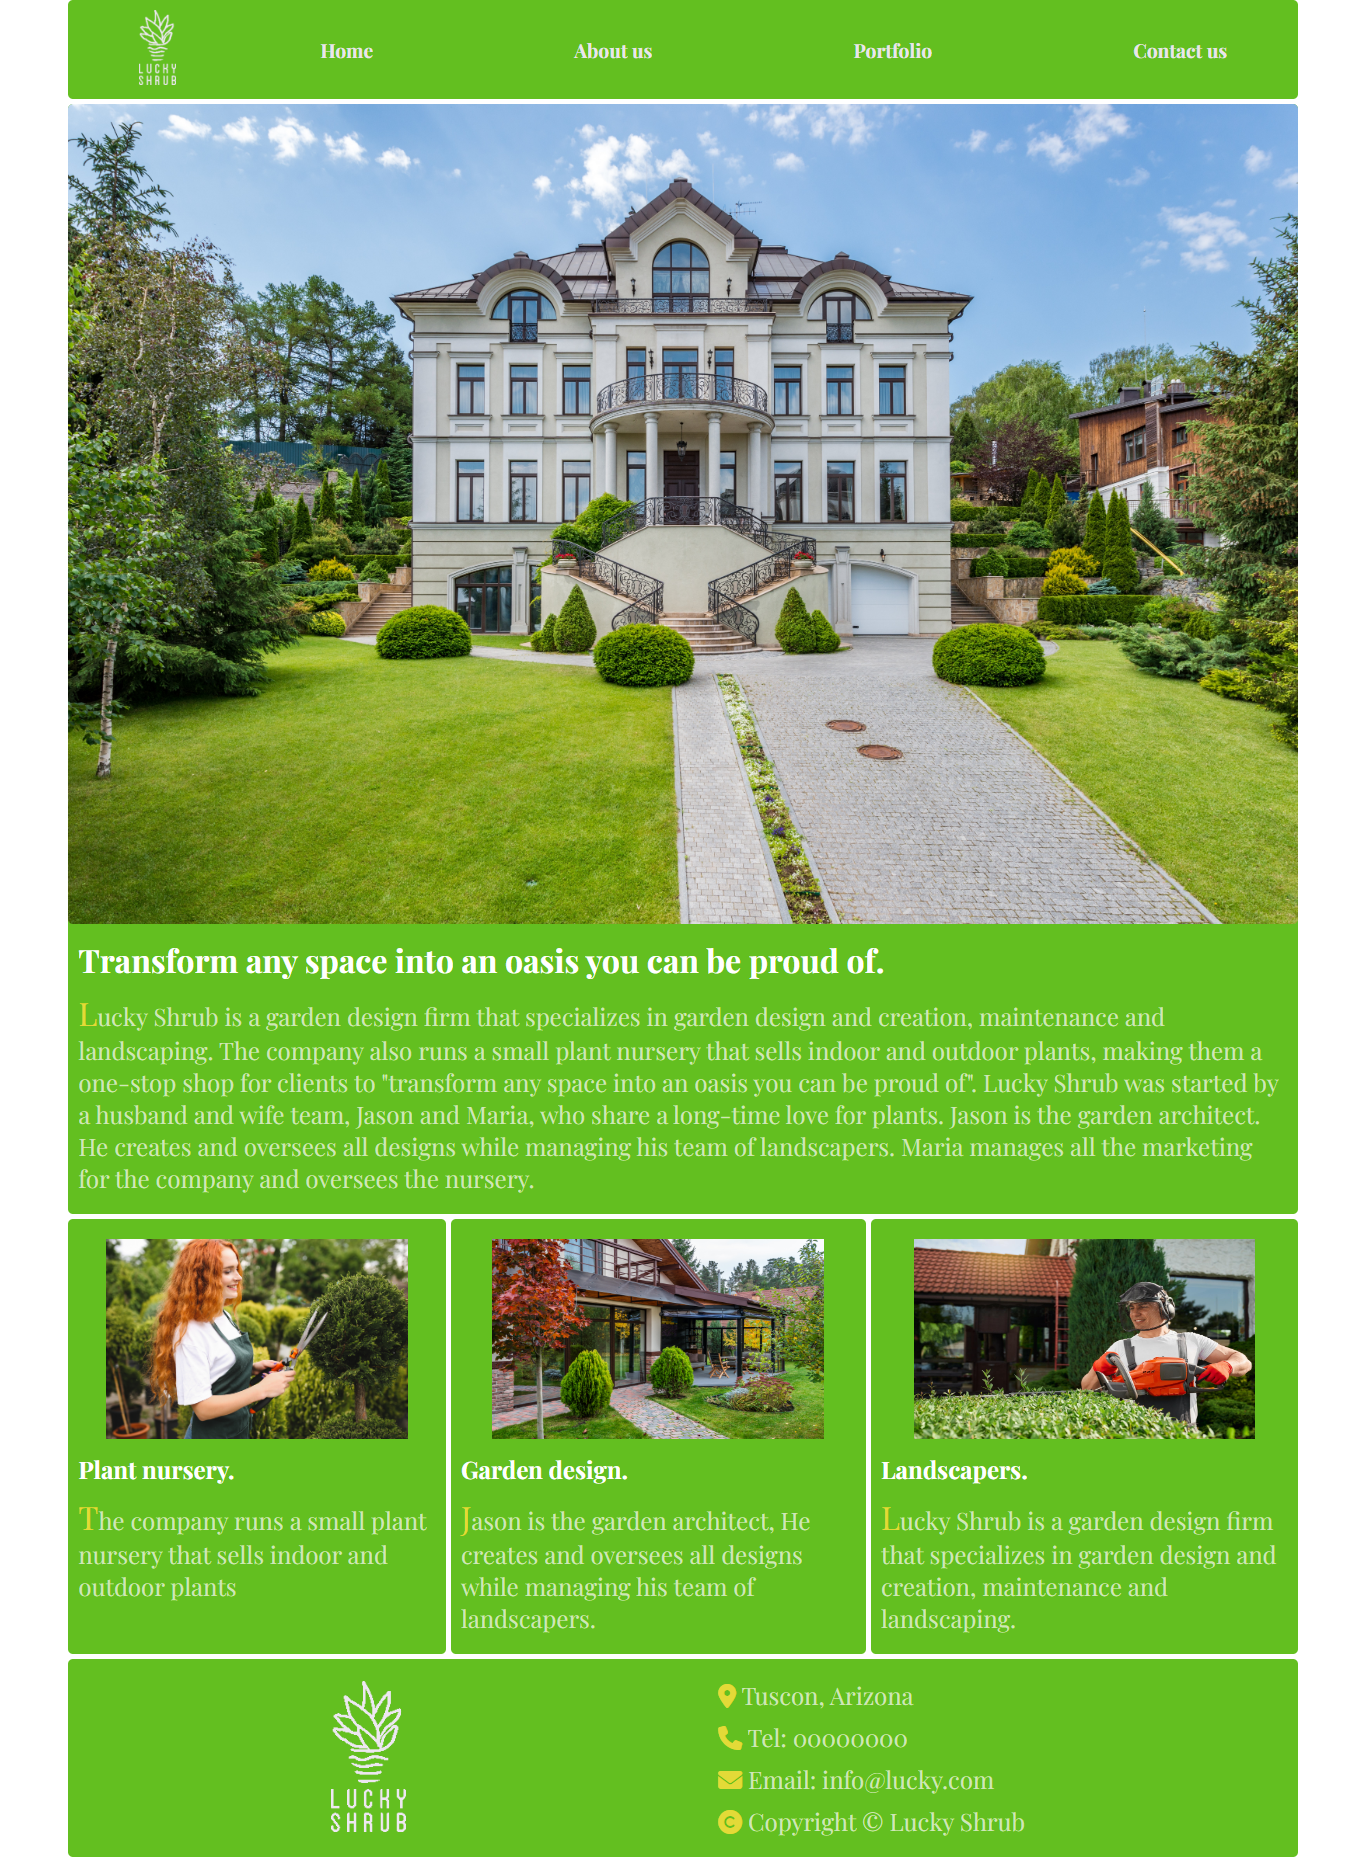 LUCKY
SHRUB
Home About us Portfolio Contact us
Transform any space into an oasis you can be proud of.
Lucky Shrub is a garden design firm that specializes in garden design and creation, maintenance and
landscaping. The company also runs a small plant nursery that sells indoor and outdoor plants, making them a
one-stop shop for clients to "transform any space into an oasis you can be proud of". Lucky Shrub was started by
a husband and wife team, Jason and Maria, who share a long-time love for plants. Jason is the garden architect.
He creates and oversees all designs while managing his team of landscapers. Maria manages all the marketing
for the company and oversees the nursery.
Plant nursery.
The company runs a small plant
nursery that sells indoor and
outdoor plants
Garden design.
Jason is the garden architect, He
creates and oversees all designs
while managing his team of
landscapers.
Landscapers.
Lucky Shrub is a garden design firm
that specializes in garden design and
creation, maintenance and
landscaping.
LUCKY
SHRUB
Tuscon, Arizona
Tel: 00000000
Email: info@lucky.com
Copyright © Lucky Shrub